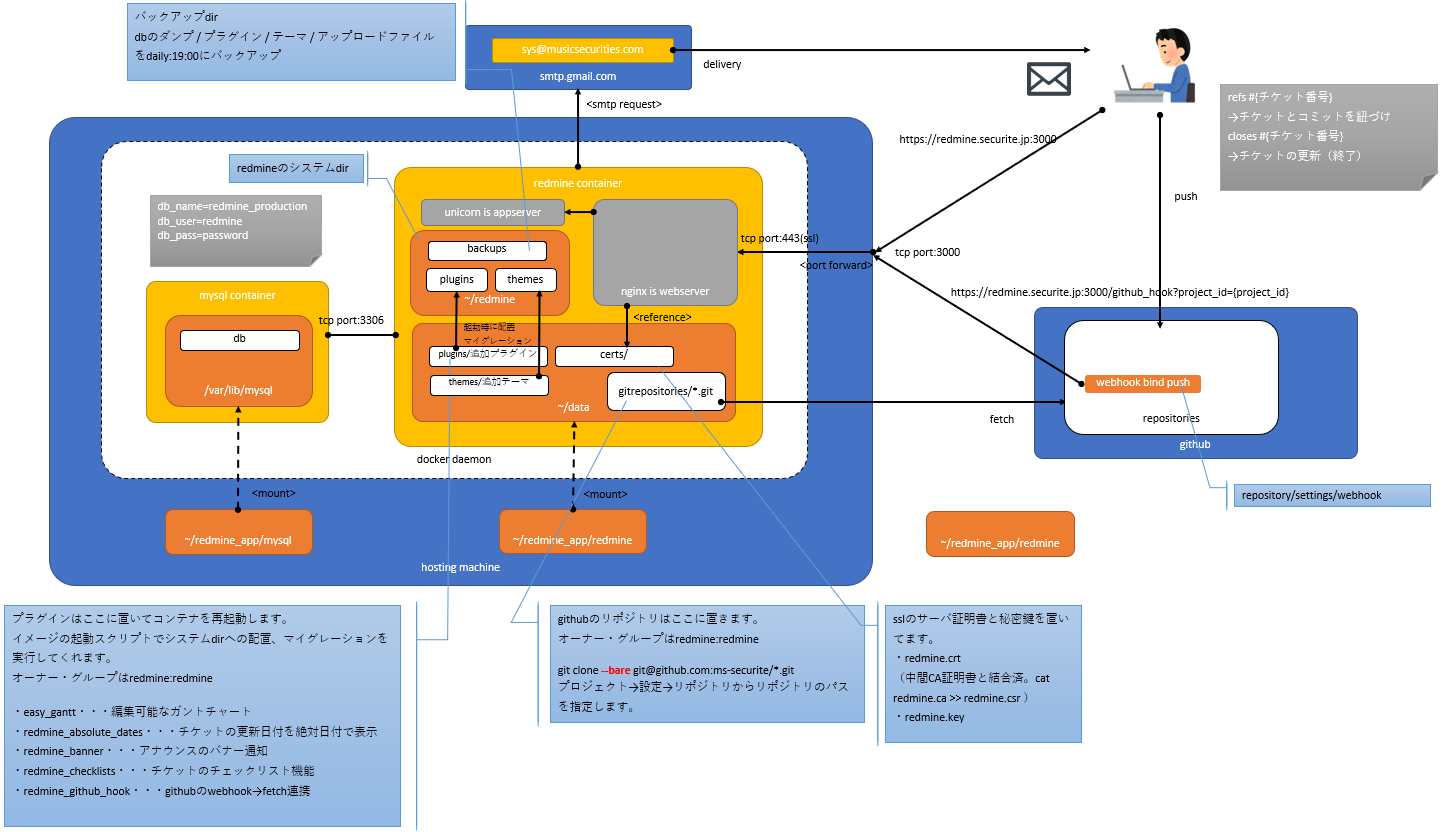 バックアップdir
dbのダンプ / プラグイン / テーマ / アップロードファイル
をdaily:19:00にバックアップ
sys@musicsecurities.com
smtp.gmail.com
delivery
<smtp request>
refs #{チケット番号}
→チケットとコミットを紐づけ
closes #{チケット番号}
→チケットの更新（終了）
https://redmine.securite.jp:3000
push
redmineのシステムdir
redmine container
db_name=redmine_production
db_user=redmine
db_pass=password
unicorn is appserver
backups
plugins
themes
~/redmine
nginx is webserver
tcp port:443(ssl)
<port forward>
tcp port:3000
https://redmine.securite.jp:3000/github_hook?project_id={project_id}
mysql container
db
/var/lib/mysql
tcp port:3306
<reference>
起動時に配置
マイグレーション
plugins/追加プラグイン
certs/
themes/追加テーマ
gitrepositories/*.git
~/data
webhook bind push
repositories
github
fetch
docker daemon
<mount>
<mount>
~/redmine_app/mysql
~/redmine_app/redmine
~/redmine_app/redmine
hosting machine
repository/settings/webhook
プラグインはここに置いてコンテナを再起動します。
イメージの起動スクリプトでシステムdirへの配置、マイグレーションを
実行してくれます。
オーナー・グループはredmine:redmine
・easy_gantt・・・編集可能なガントチャート
・redmine_absolute_dates・・・チケットの更新日付を絶対日付で表示
・redmine_banner・・・アナウンスのバナー通知
・redmine_checklists・・・チケットのチェックリスト機能
・redmine_github_hook・・・githubのwebhook→fetch連携
githubのリポジトリはここに置きます。
オーナー・グループはredmine:redmine
git clone --bare git@github.com:ms-securite/*.git
プロジェクト→設定→リポジトリからリポジトリのパス
を指定します。
sslのサーバ証明書と秘密鍵を置い
てます。
・redmine.crt
（中間CA証明書と結合済。cat
redmine.ca >> redmine.csr ）
・redmine.key